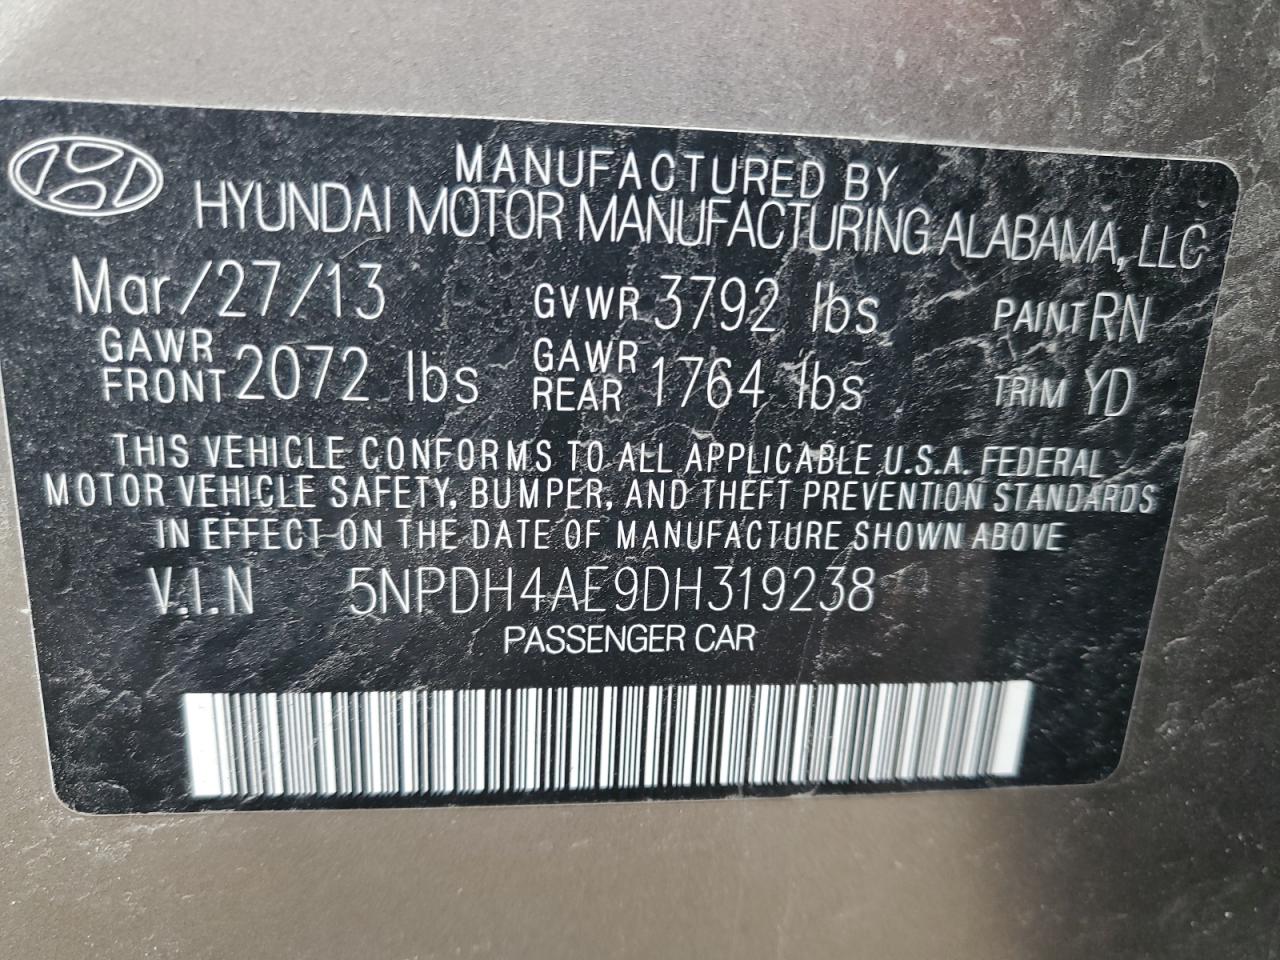 MANUFACTURED BY
HYUNDAI MOTOR MANUFACTURING ALABAMA, LLC
Mar/27/13 GVWR 3792 lbs PAINT RN
GAWR FRONT 2072 lbs GAWR REAR 1764 lbs TRIM YD
THIS VEHICLE CONFORMS TO ALL APPLICABLE U.S.A. FEDERAL
MOTOR VEHICLE SAFETY, BUMPER, AND THEFT PREVENTION STANDARDS
IN EFFECT ON THE DATE OF MANUFACTURE SHOWN ABOVE
V.I.N 5NPDH4AE9DH319238
PASSENGER CAR